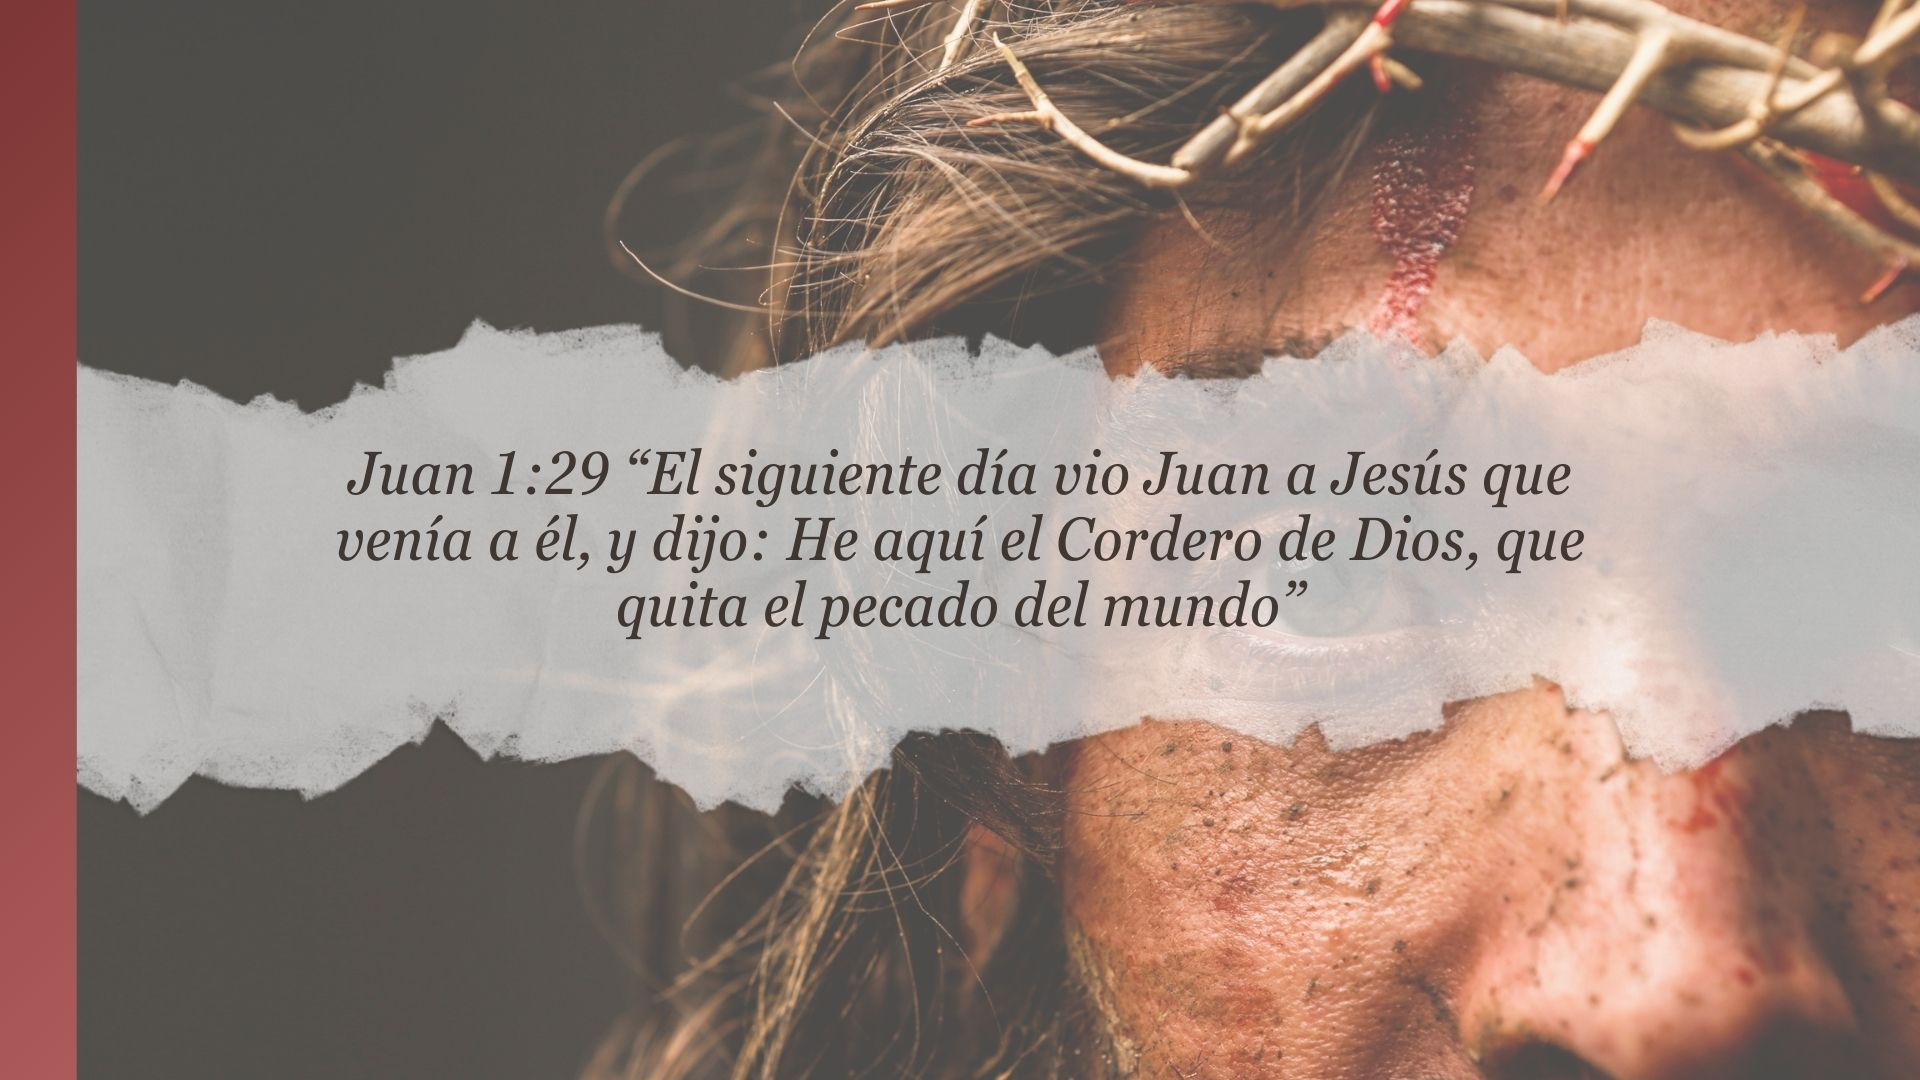 Juan 1:29 “El siguiente día vio Juan a Jesús que
venía a él, y dijo: He aquí el Cordero de Dios, que
quita el pecado del mundo”